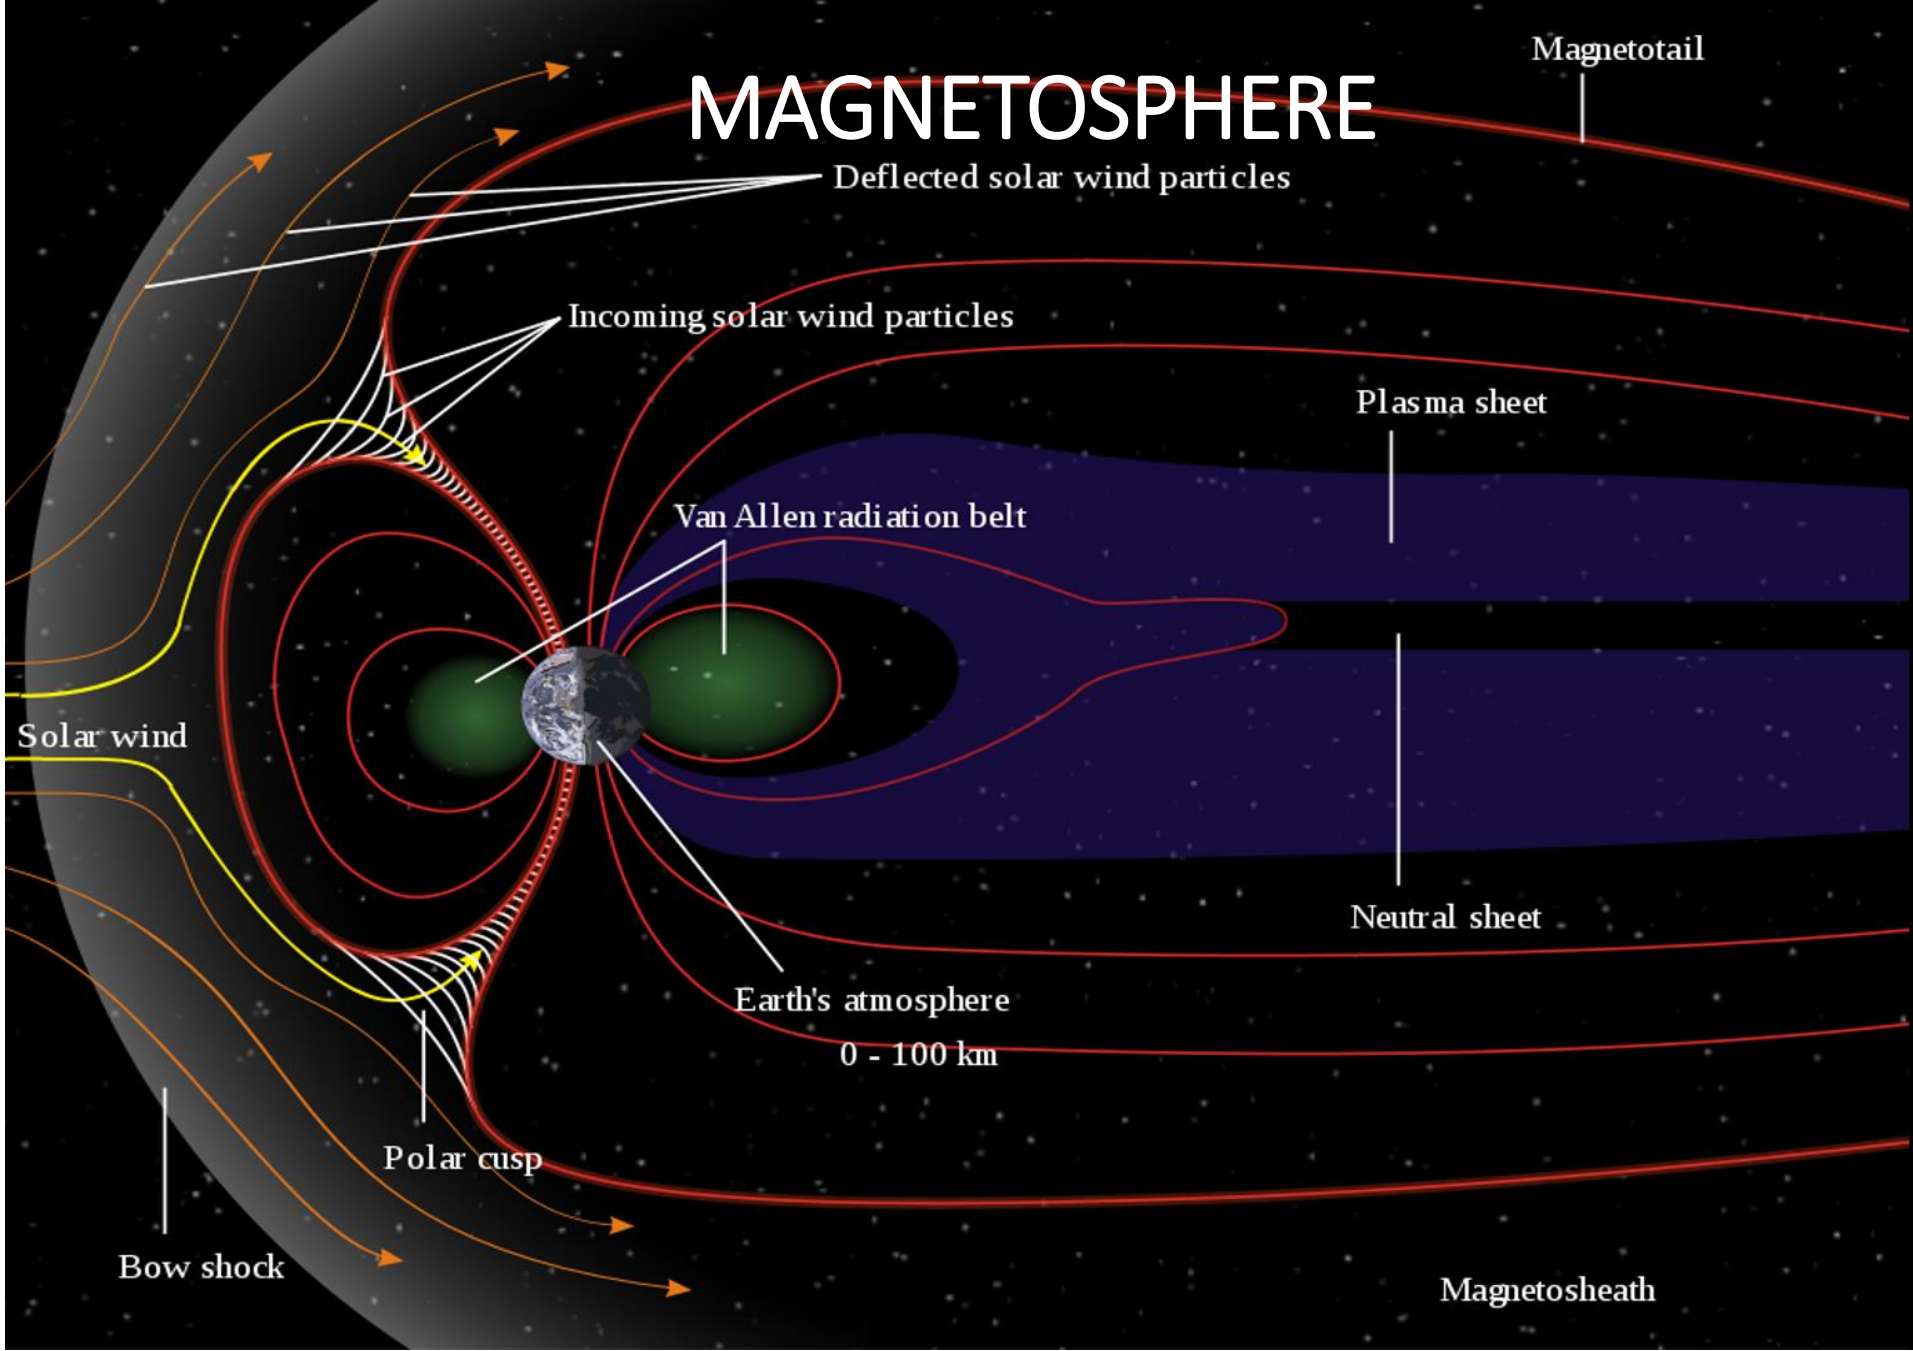 Magnetotail
MAGNETOSPHERE
Deflected solar wind particles
Incoming solar wind particles
Plasma sheet
Van Allen radiation belt
Solar wind
Neutral sheet
Earth's atmosphere
0 - 100 km
Polar cusp
Bow shock
Magnetosheath